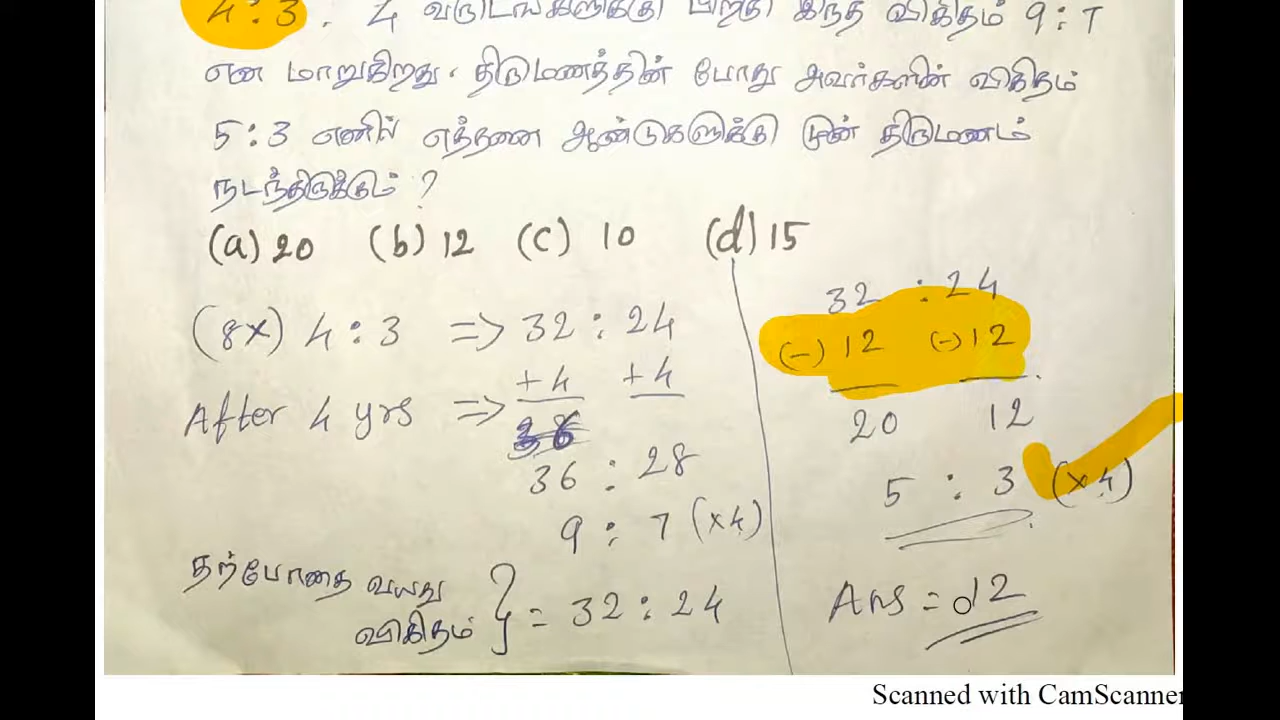 4 : 3 . 4 வருடங்களுக்கு பிறகு இந்த விகிதம் 9 : 7
என மாறுகிறது. திருமணத்தின் போது அவர்களின் விகிதம்
5 : 3 எனில் எத்தனை ஆண்டுகளுக்கு முன் திருமணம்
நடந்திருக்கும் ?
(a) 20 (b) 12 (c) 10 (d) 15
(8x) 4 : 3 => 32 : 24
+4 +4
After 4 yrs =>
36 : 28
9 : 7 (x4)
தற்போதை வயது
விகிதம் } = 32 : 24
32 : 24
(-) 12 (-) 12
20 12
5 : 3 (x4)
Ans = 12
Scanned with CamScanner